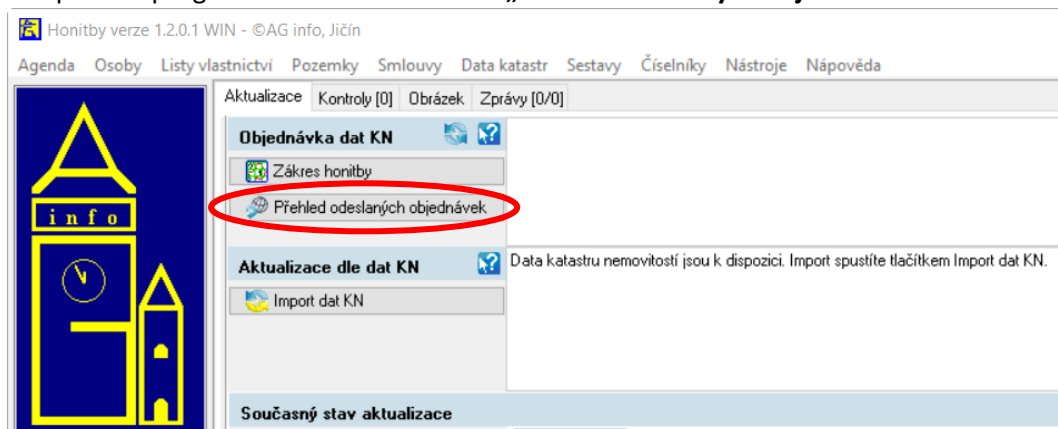 Honitby verze 1.2.0.1 WIN - ©AG info, Jičín
Agenda Osoby Listy vlastnictví Pozemky Smlouvy Data katastr Sestavy Číselníky Nástroje Nápověda
Aktualizace Kontroly [0] Obrázek Zprávy [0/0]
Objednávka dat KN
Zákres honitby
Přehled odeslaných objednávek
info
Aktualizace dle dat KN
Data katastru nemovitostí jsou k dispozici. Import spustíte tlačítkem Import dat KN.
Import dat KN
Současný stav aktualizace